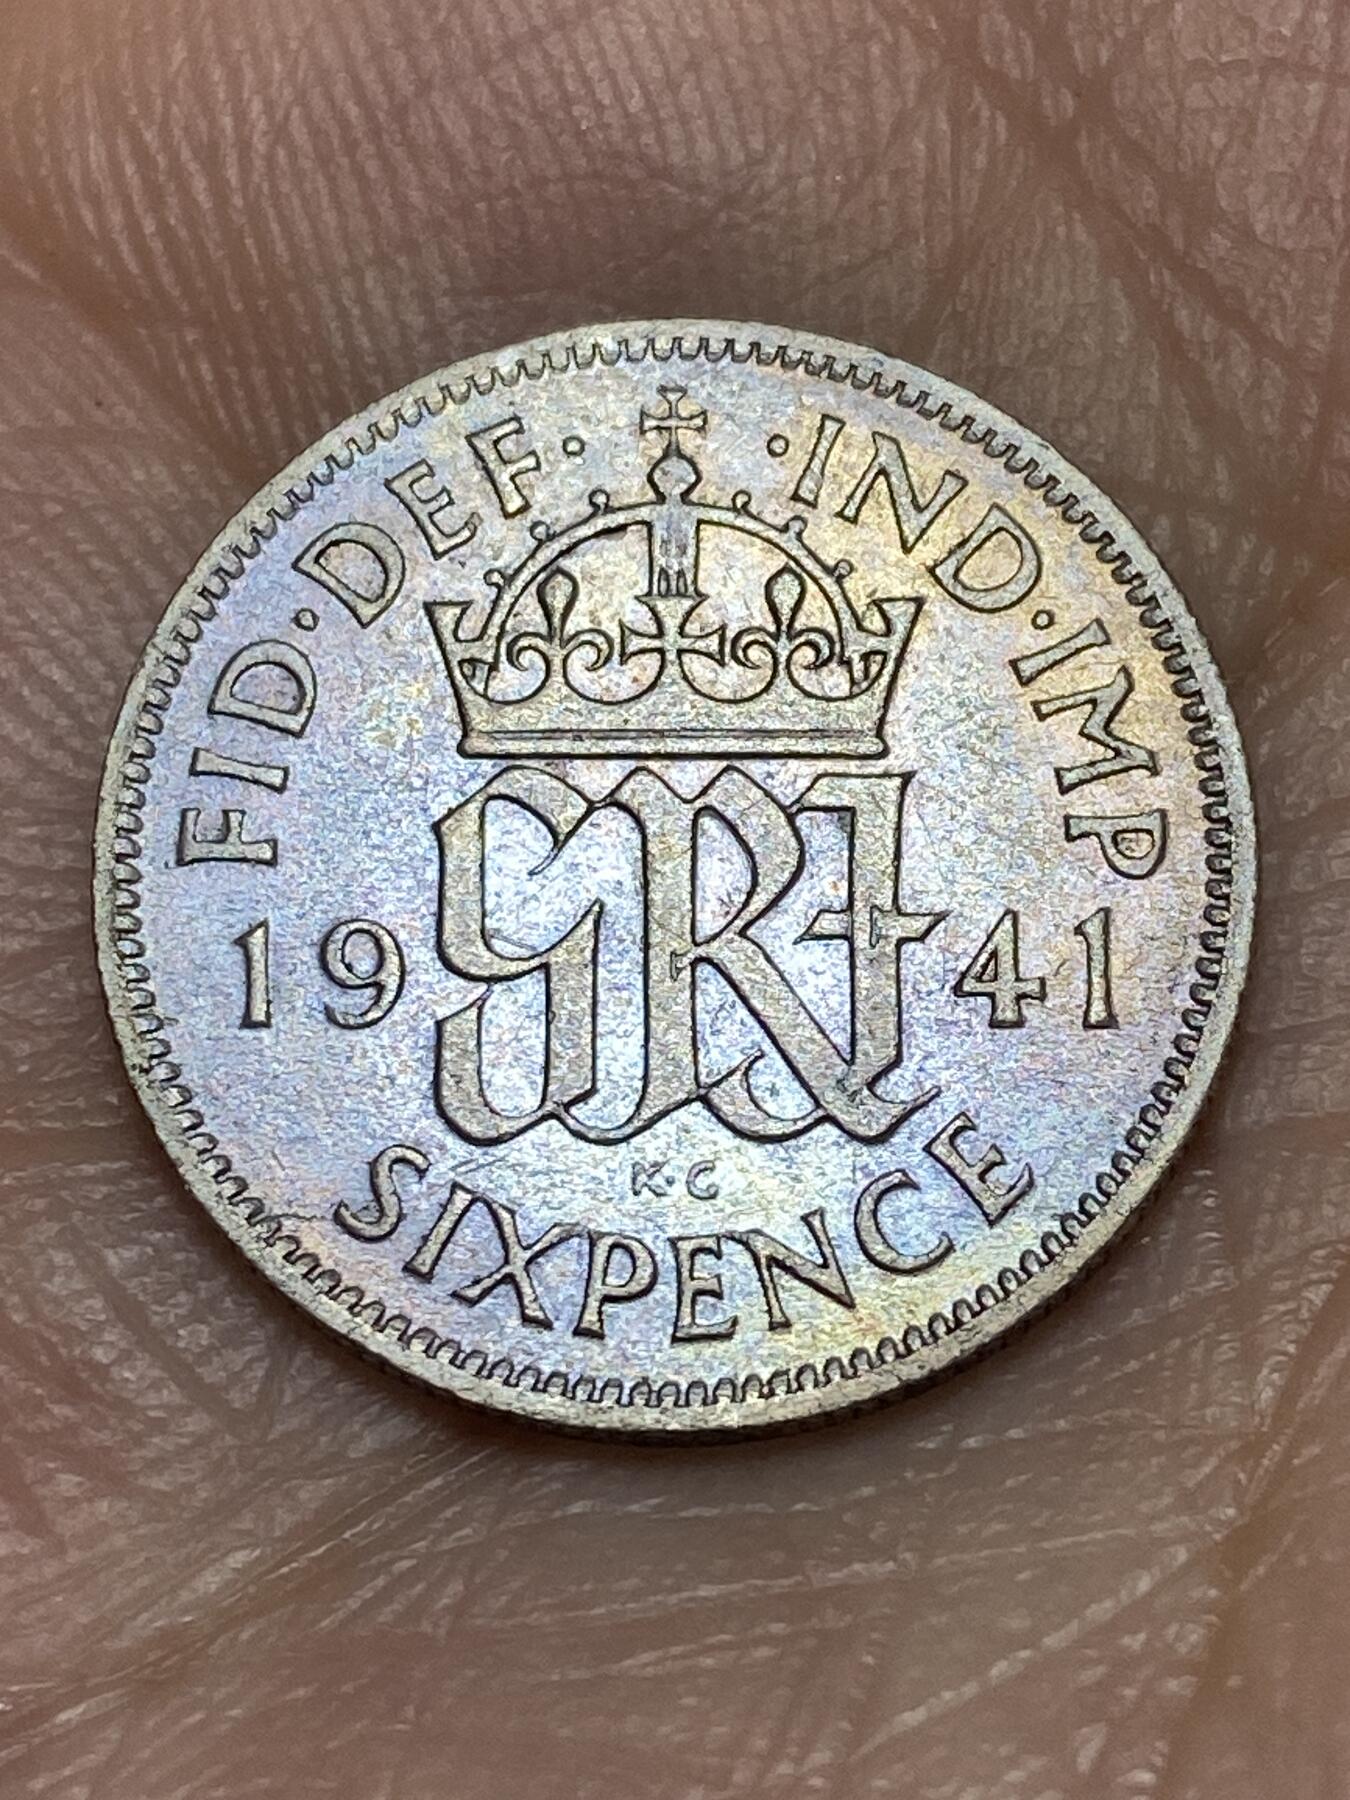 FID·DEF· ·IND·IMP
19 GRI 41
K·G
SIXPENCE